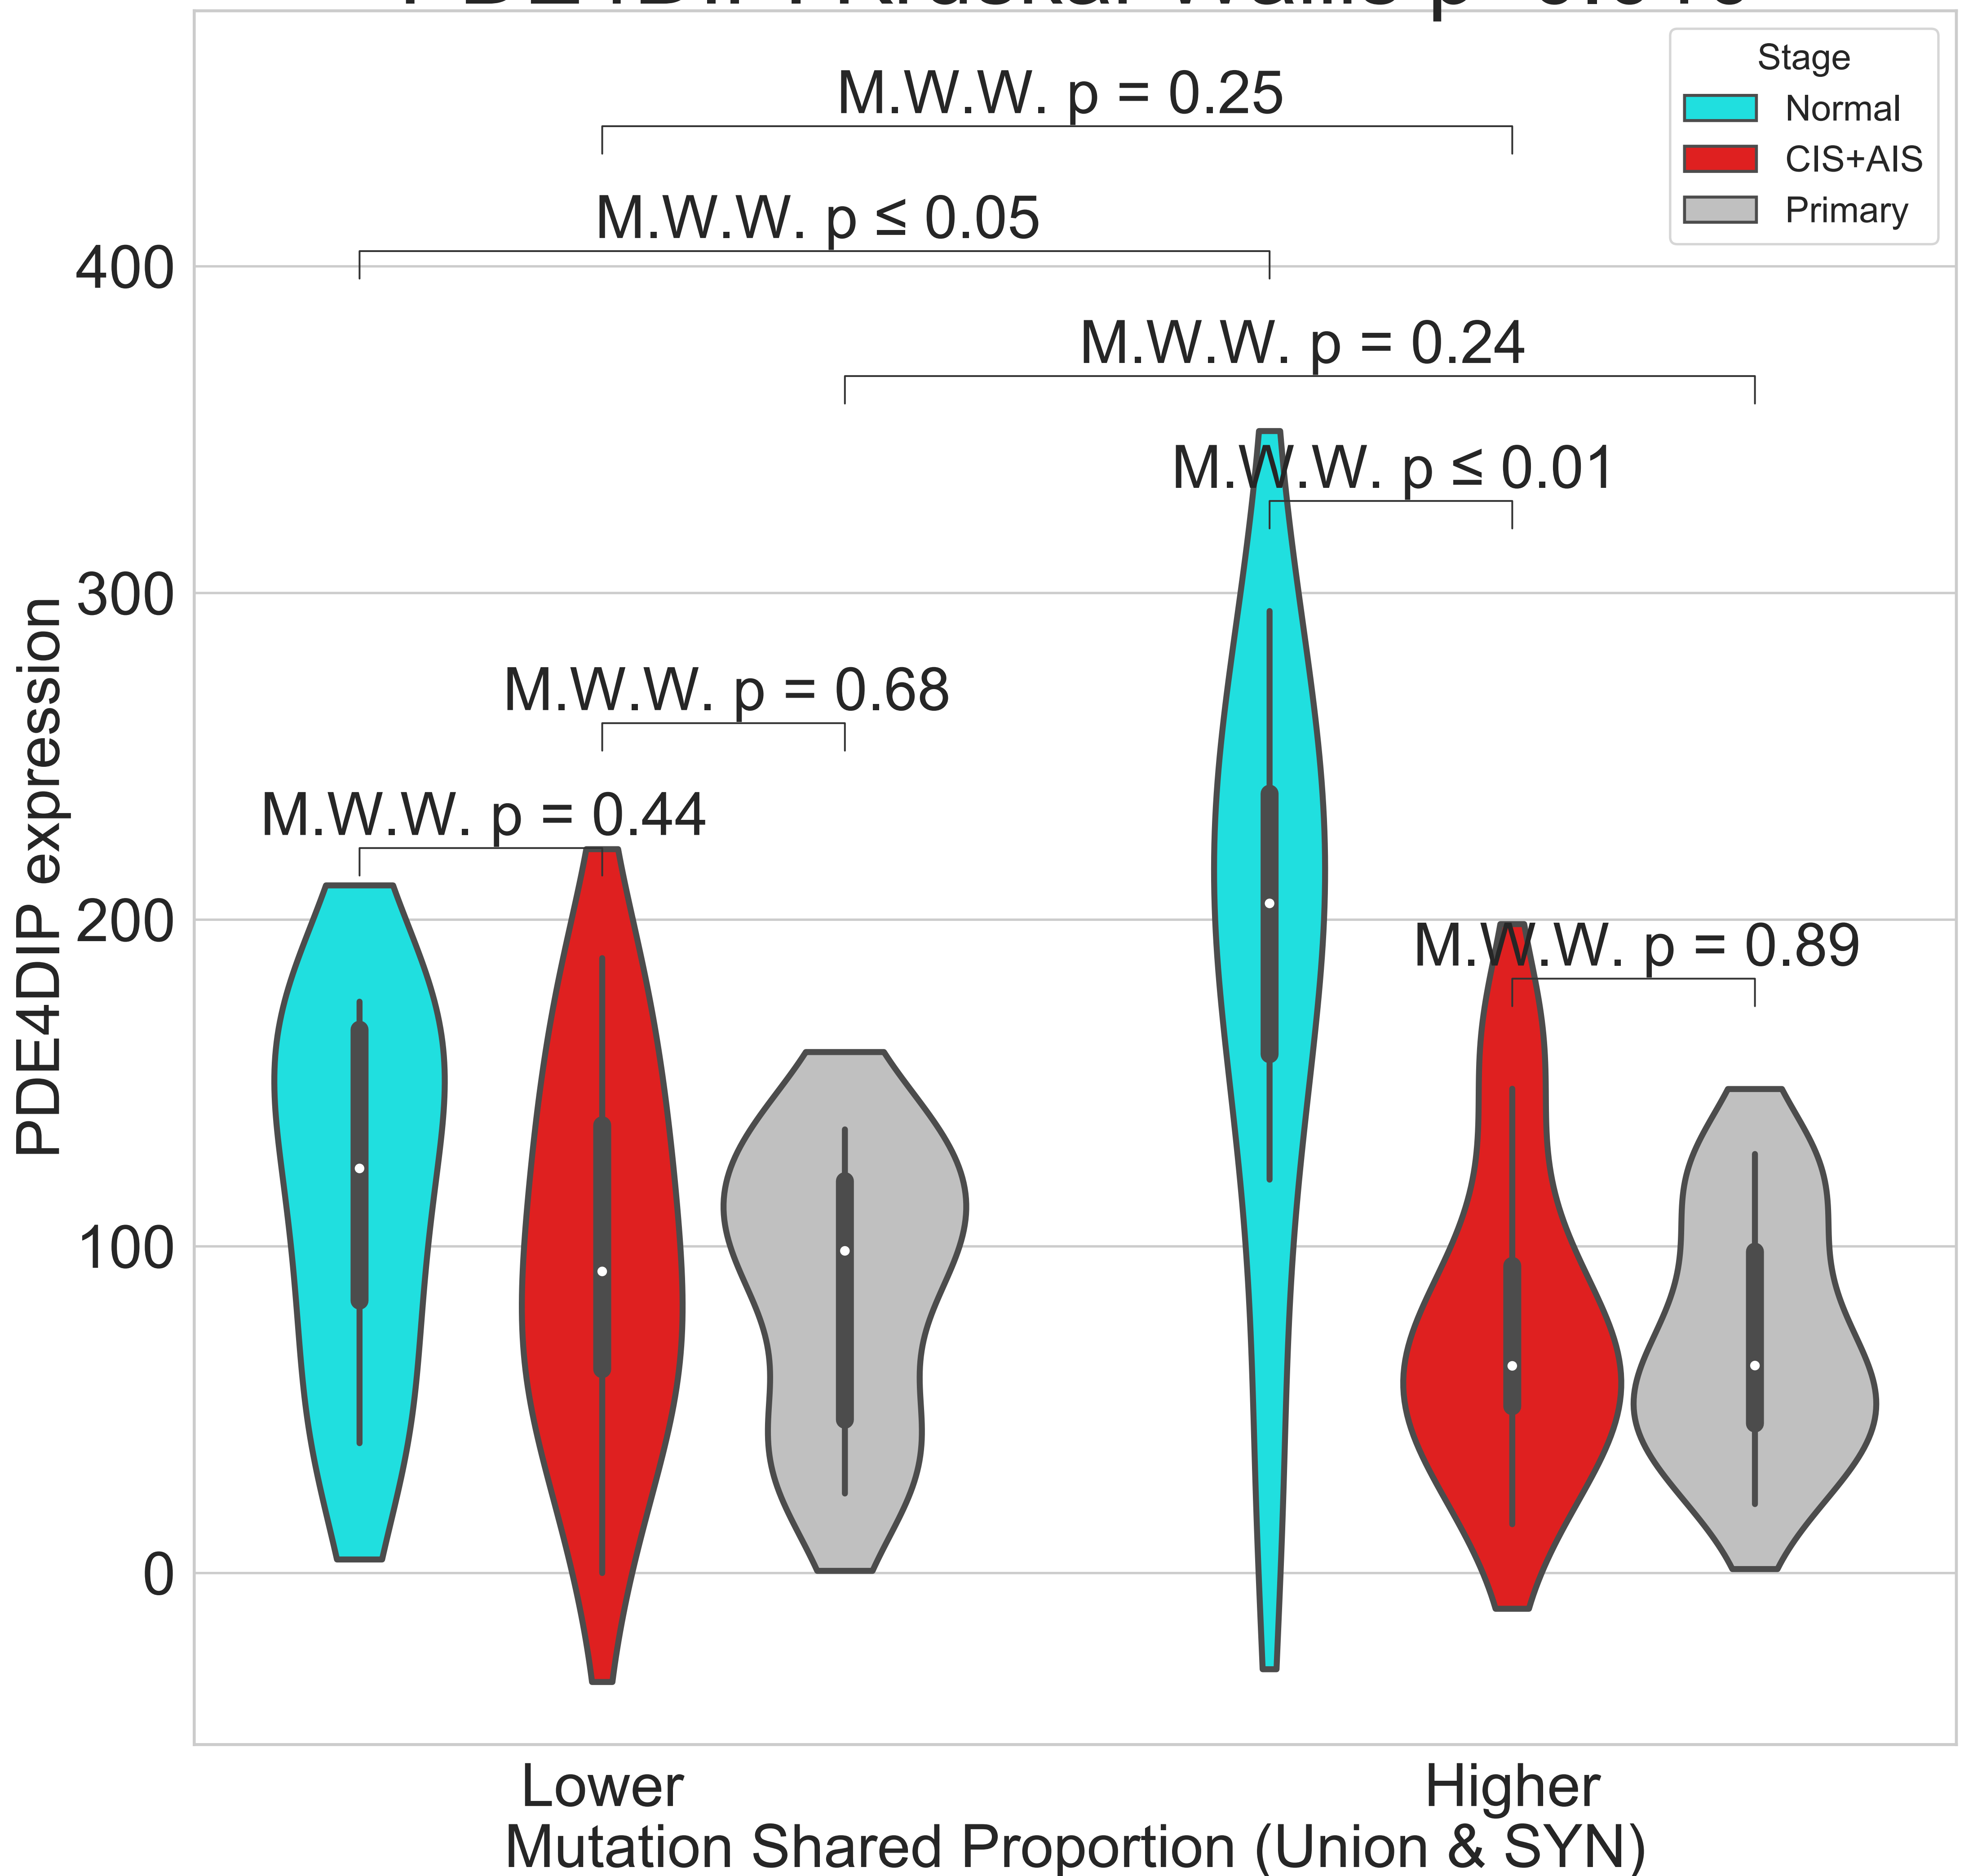 M.W.W. p = 0.25
Stage
Normal
CIS+AIS
Primary
M.W.W. p ≤ 0.05
400
M.W.W. p = 0.24
M.W.W. p ≤ 0.01
300
M.W.W. p = 0.68
M.W.W. p = 0.44
200
M.W.W. p = 0.89
100
0
PDE4DIP expression
Lower
Higher
Mutation Shared Proportion (Union & SYN)